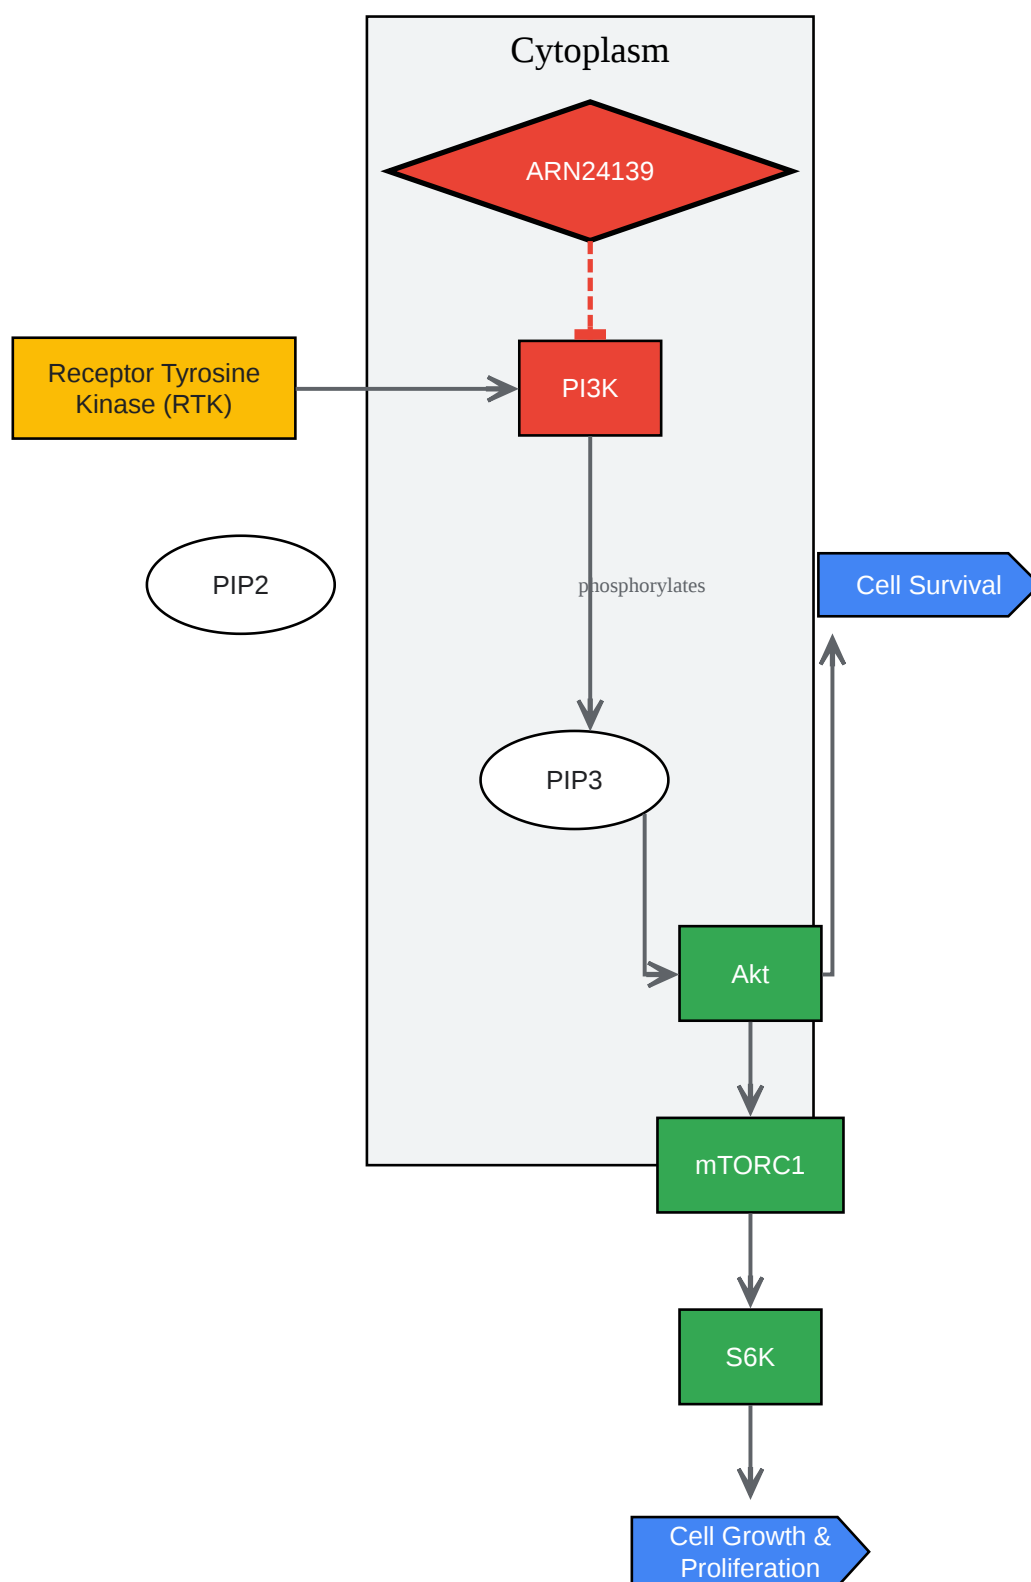 Cytoplasm
ARN24139
Receptor Tyrosine
Kinase (RTK)
PI3K
PIP2
phosphorylates
Cell Survival
PIP3
Akt
mTORC1
S6K
Cell Growth &
Proliferation